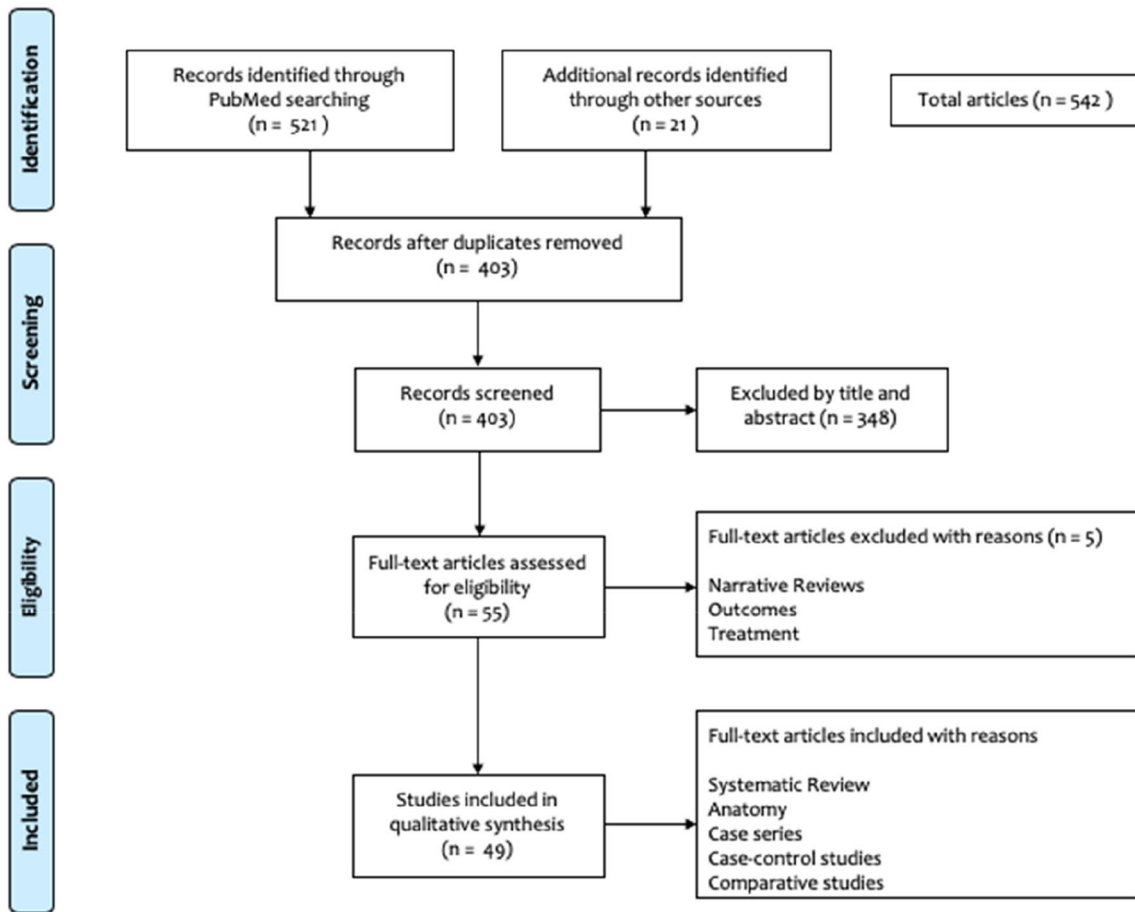 Identification
Records identified through
PubMed searching
(n = 521 )
Additional records identified
through other sources
(n = 21 )
Total articles (n = 542 )
Records after duplicates removed
(n = 403)
Screening
Records screened
(n = 403)
Excluded by title and
abstract (n = 348)
Eligibility
Full-text articles assessed
for eligibility
(n = 55)
Full-text articles excluded with reasons (n = 5)
Narrative Reviews
Outcomes
Treatment
Included
Studies included in
qualitative synthesis
(n = 49)
Full-text articles included with reasons
Systematic Review
Anatomy
Case series
Case-control studies
Comparative studies